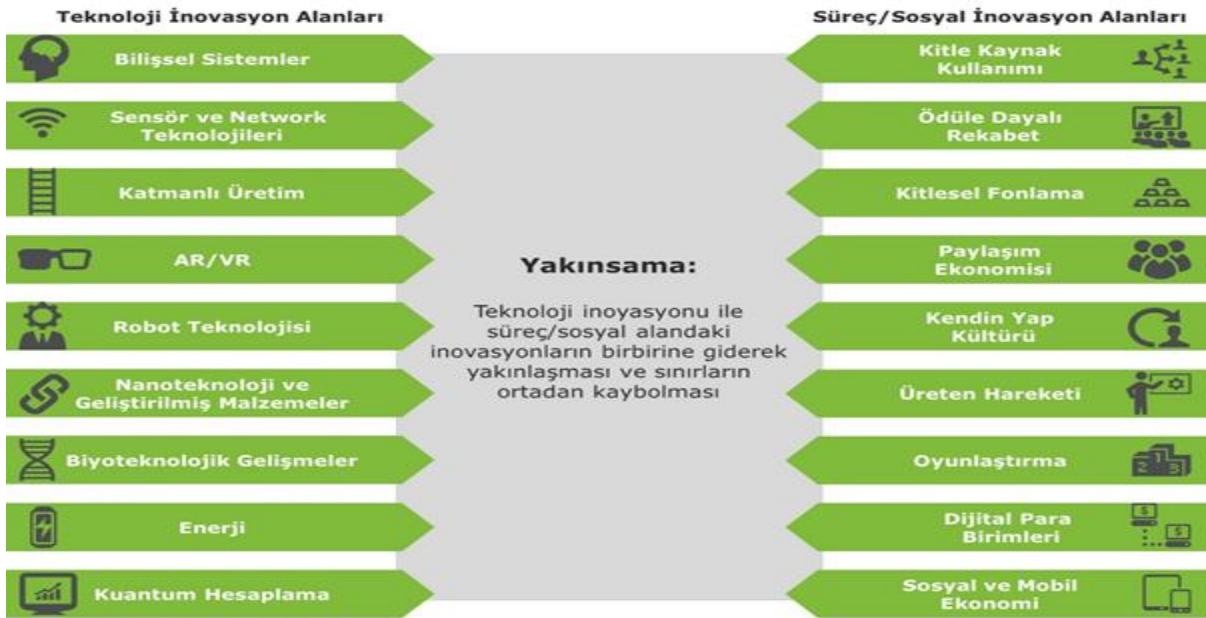 Teknoloji İnovasyon Alanları
Bilişsel Sistemler
Sensör ve Network
Teknolojileri
Katmanlı Üretim
AR/VR
Robot Teknolojisi
Nanoteknoloji ve
Geliştirilmiş Malzemeler
Biyoteknolojik Gelişmeler
Enerji
Kuantum Hesaplama
Yakınsama:
Teknoloji inoyasyonu ile
süreç/sosyal alandaki
inovasyonların birbirine giderek
yakınlaşması ve sınırların
ortadan kaybolması
Süreç/Sosyal İnovasyon Alanları
Kitle Kaynak
Kullanımı
Ödüle Dayalı
Rekabet
Kitlesel Fonlama
Paylaşım
Ekonomisi
Kendin Yap
Kültürü
Üreten Hareketi
Oyunlaştırma
2 1 3
Dijital Para
Birimleri
$
$
Sosyal ve Mobil
Ekonomi